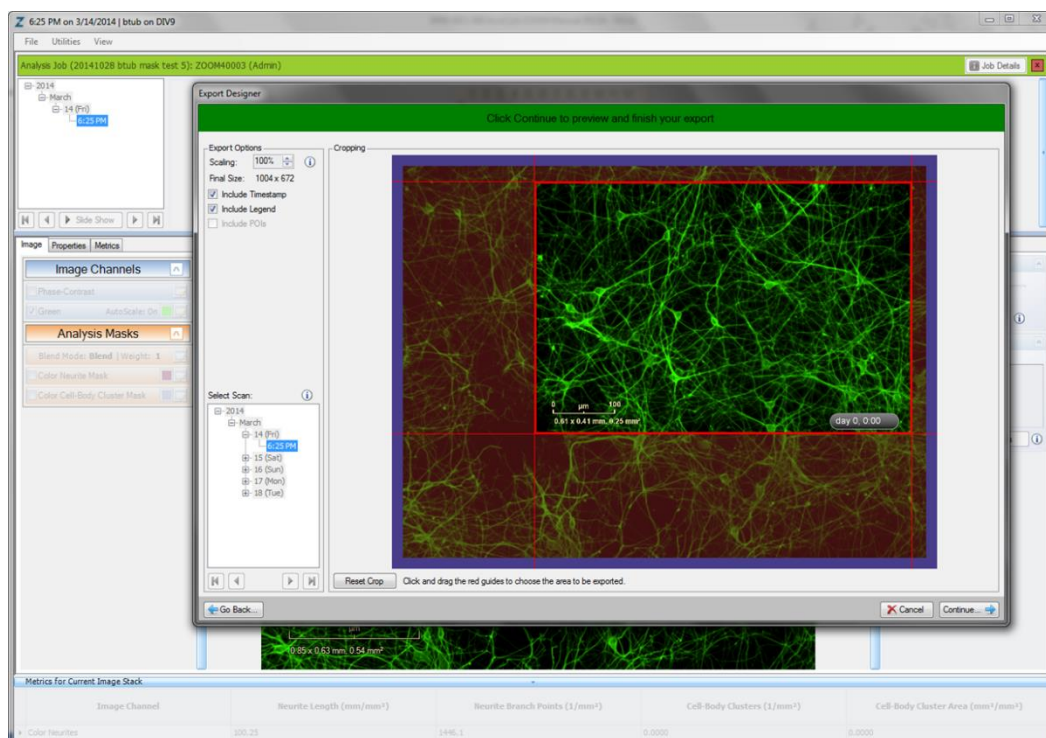 6:25 PM on 3/14/2014 | btub on DIV9
File Utilities View
Analysis Job (20141028 btub mask test 5): ZOOM40003 (Admin)
Job Details
2014
March
14 (Fri)
6:25 PM
Slide Show
Image Properties Metrics
Image Channels
Phase-Contrast
Green AutoScale: On
Analysis Masks
Blend Mode: Blend | Weight: 1
Color Neurite Mask
Color Cell-Body Cluster Mask
Export Designer
Click Continue to preview and finish your export
Export Options
Scaling: 100%
Final Size: 1004 x 672
Include Timestamp
Include Legend
Include POIs
Select Scan:
2014
March
14 (Fri)
6:25 PM
15 (Sat)
16 (Sun)
17 (Mon)
18 (Tue)
Cropping
0 µm 100
0.61 x 0.41 mm, 0.25 mm²
day 0, 0:00
Reset Crop Click and drag the red guides to choose the area to be exported.
Go Back... Cancel Continue...
µm
0.85 x 0.63 mm, 0.54 mm²
Metrics for Current Image Stack
Image Channel Neurite Length (mm/mm²) Neurite Branch Points (1/mm²) Cell-Body Clusters (1/mm²) Cell-Body Cluster Area (mm²/mm²)
Color Neurites 100.25 1446.1 0.0000 0.0000